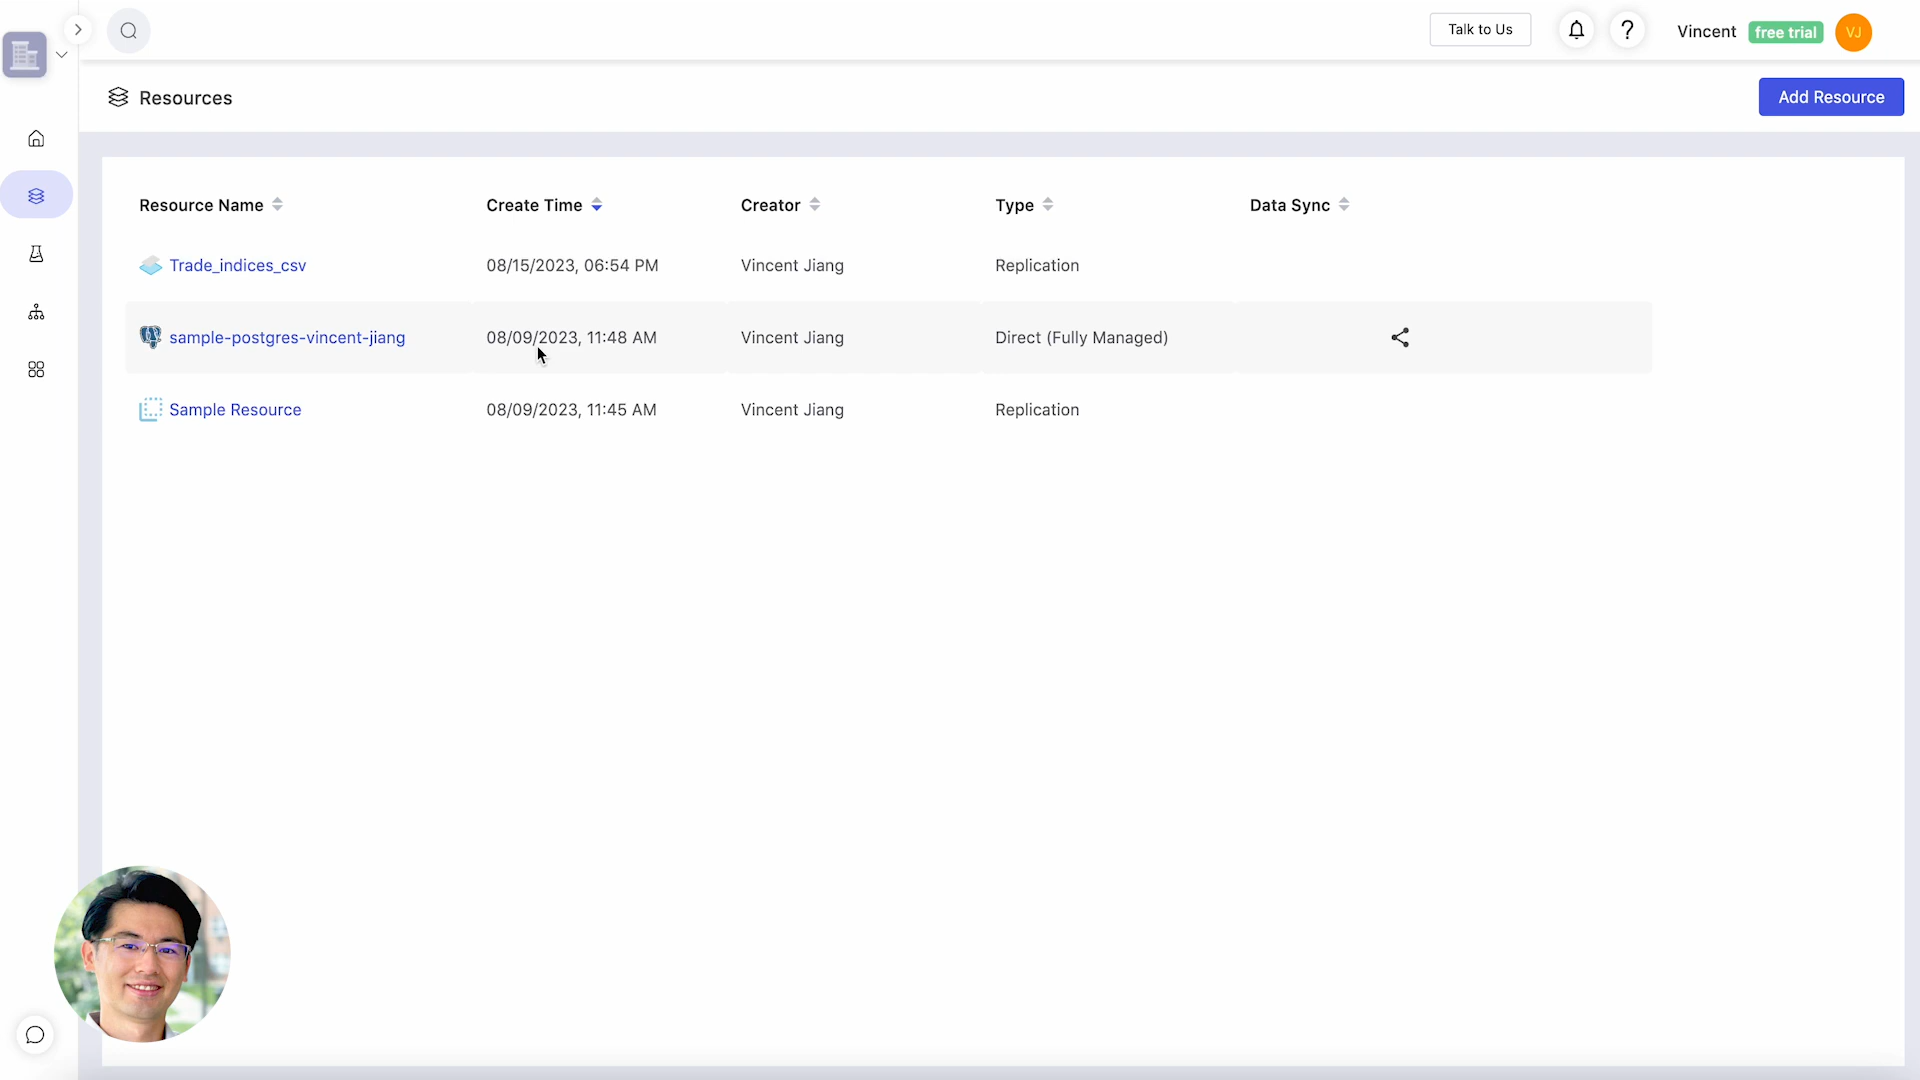 Talk to Us
?
Vincent free trial VJ
Resources
Add Resource
Resource Name Create Time Creator Type Data Sync
Trade_indices_csv 08/15/2023, 06:54 PM Vincent Jiang Replication
sample-postgres-vincent-jiang 08/09/2023, 11:48 AM Vincent Jiang Direct (Fully Managed)
Sample Resource 08/09/2023, 11:45 AM Vincent Jiang Replication